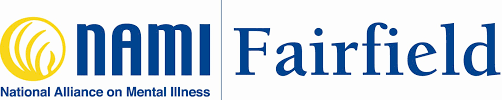 NAMI
National Alliance on Mental Illness
Fairfield